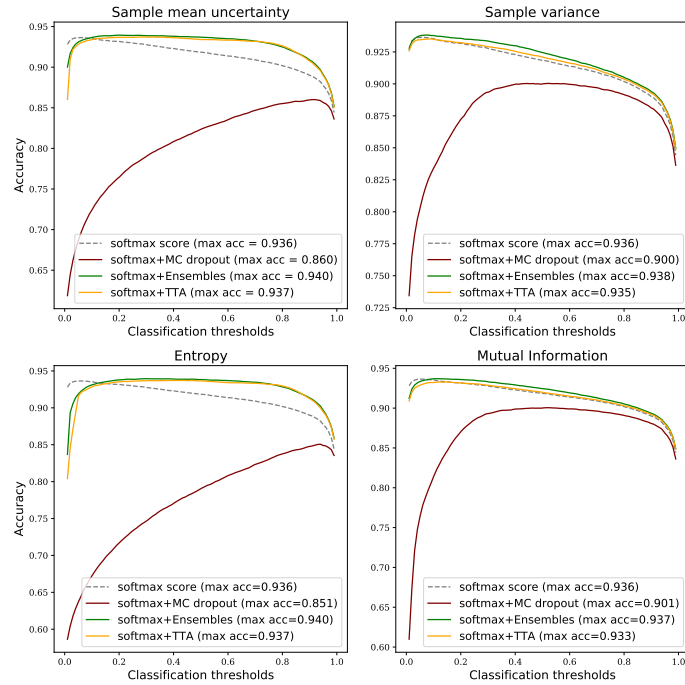 Sample mean uncertainty
Accuracy
0.95
0.90
0.85
0.80
0.75
0.70
0.65
softmax score (max acc = 0.936)
softmax+MC dropout (max acc = 0.860)
softmax+Ensembles (max acc = 0.940)
softmax+TTA (max acc = 0.937)
0.0 0.2 0.4 0.6 0.8 1.0
Classification thresholds
Sample variance
0.925
0.900
0.875
0.850
0.825
0.800
0.775
0.750
0.725
softmax score (max acc=0.936)
softmax+MC dropout (max acc=0.900)
softmax+Ensembles (max acc=0.938)
softmax+TTA (max acc=0.935)
0.0 0.2 0.4 0.6 0.8 1.0
Classification thresholds
Entropy
Accuracy
0.95
0.90
0.85
0.80
0.75
0.70
0.65
0.60
softmax score (max acc=0.936)
softmax+MC dropout (max acc=0.851)
softmax+Ensembles (max acc=0.940)
softmax+TTA (max acc=0.937)
0.0 0.2 0.4 0.6 0.8 1.0
Classification thresholds
Mutual Information
0.95
0.90
0.85
0.80
0.75
0.70
0.65
0.60
softmax score (max acc=0.936)
softmax+MC dropout (max acc=0.901)
softmax+Ensembles (max acc=0.937)
softmax+TTA (max acc=0.933)
0.0 0.2 0.4 0.6 0.8 1.0
Classification thresholds